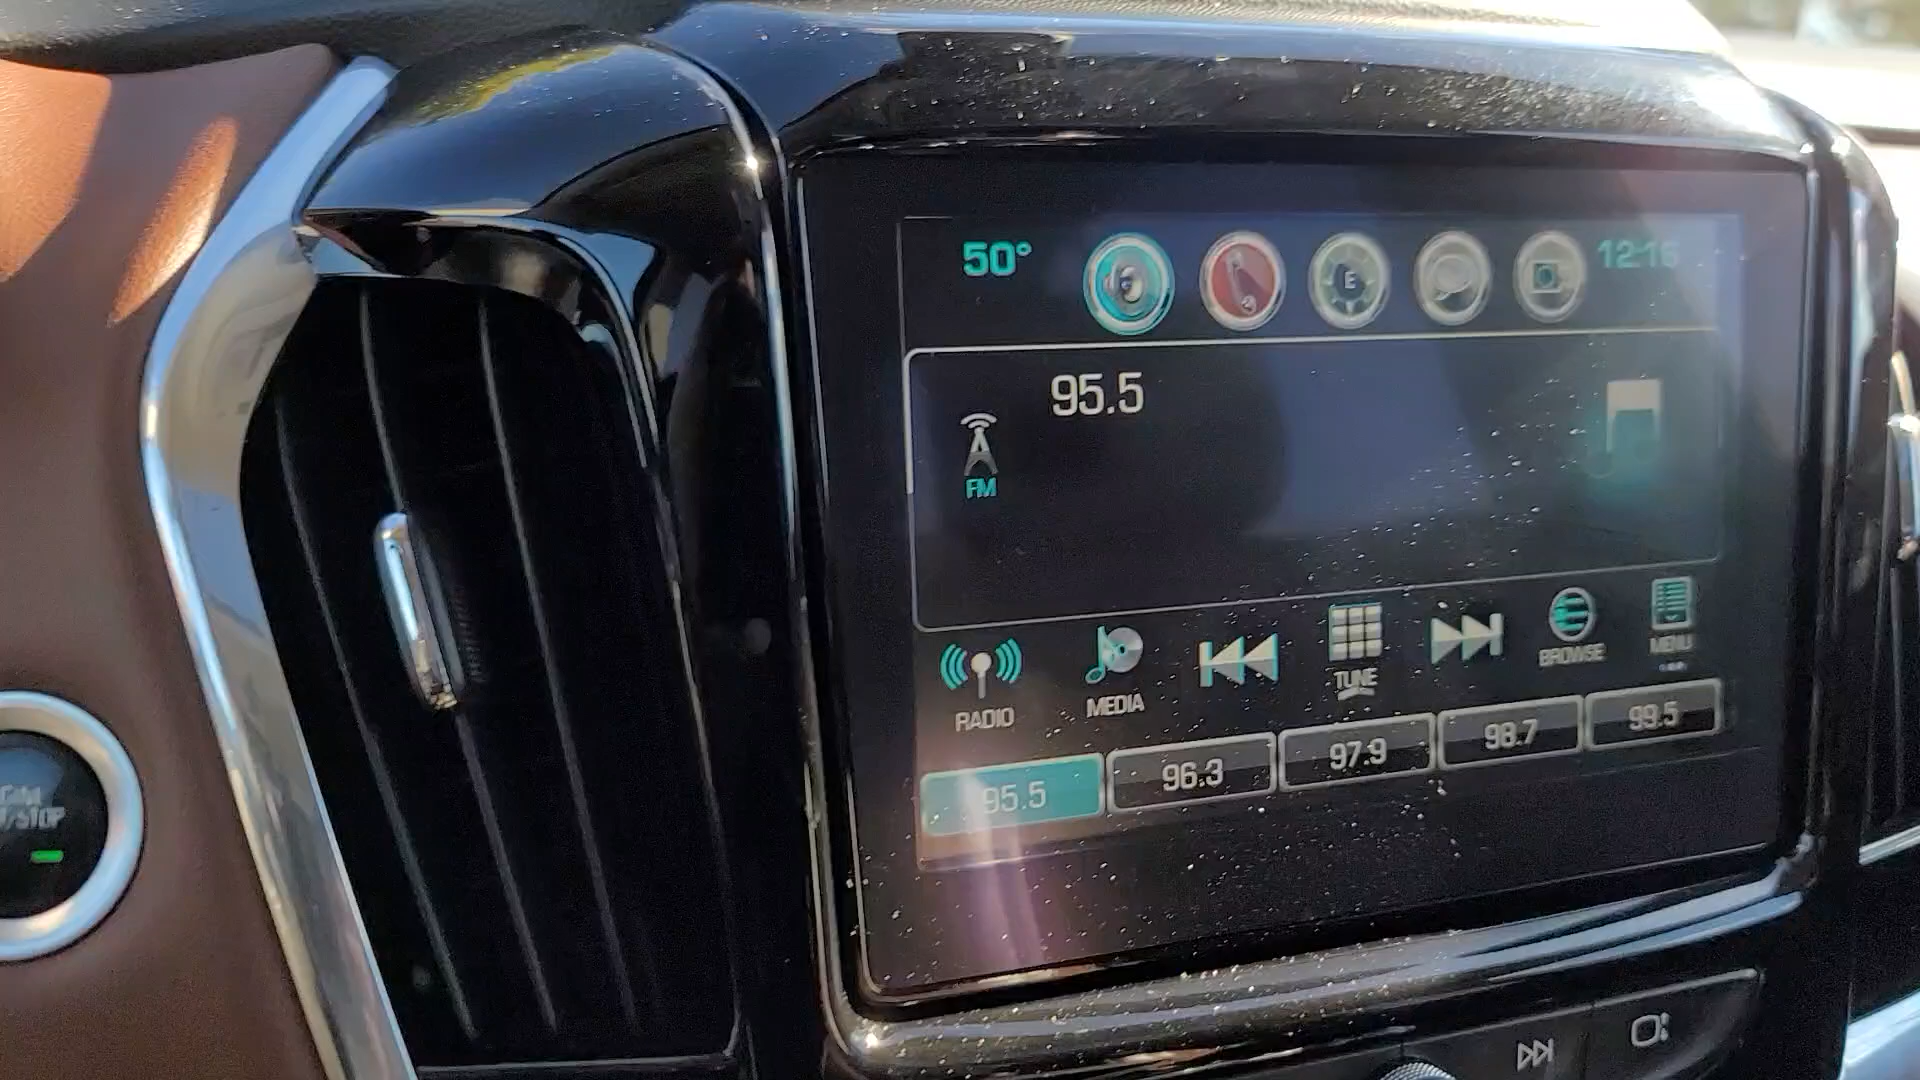 50°
12:16
E
95.5
FM
RADIO
MEDIA
TUNE
BROWSE
MENU
95.5
96.3
97.9
98.7
99.5
/STOP